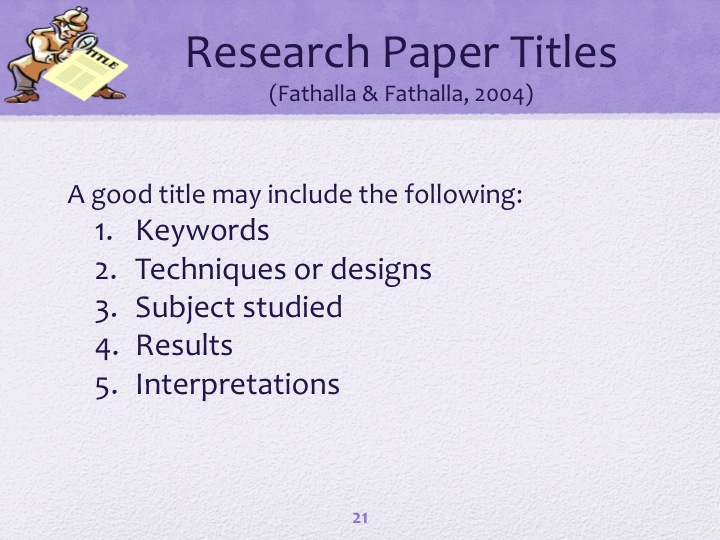 TITLE
Research Paper Titles
(Fathalla & Fathalla, 2004)
A good title may include the following:
1. Keywords
2. Techniques or designs
3. Subject studied
4. Results
5. Interpretations
21